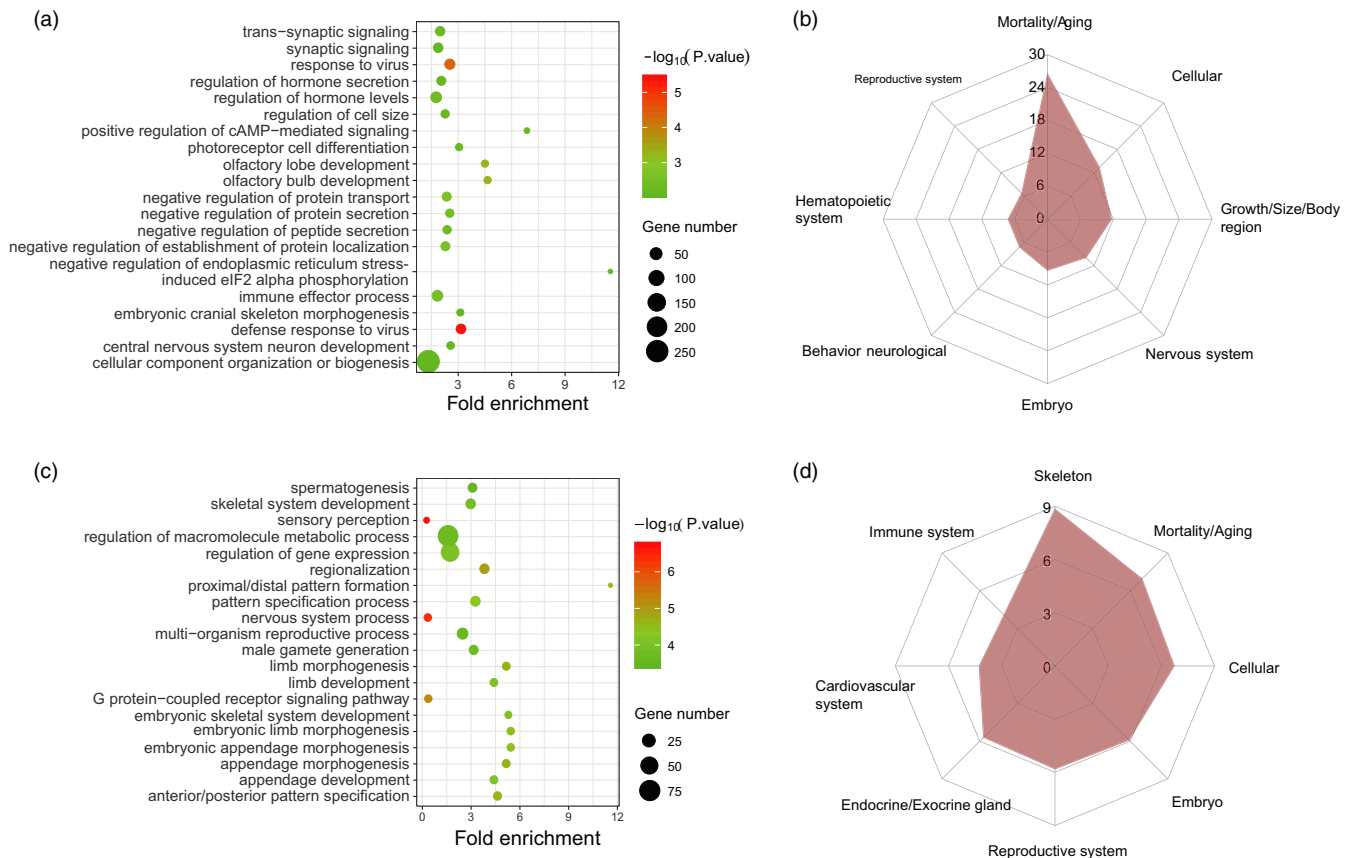 (a)
trans−synaptic signaling
synaptic signaling
response to virus
regulation of hormone secretion
regulation of hormone levels
regulation of cell size
positive regulation of cAMP−mediated signaling
photoreceptor cell differentiation
olfactory lobe development
olfactory bulb development
negative regulation of protein transport
negative regulation of protein secretion
negative regulation of peptide secretion
negative regulation of establishment of protein localization
negative regulation of endoplasmic reticulum stress-
induced eIF2 alpha phosphorylation
immune effector process
embryonic cranial skeleton morphogenesis
defense response to virus
central nervous system neuron development
cellular component organization or biogenesis
3 6 9 12
Fold enrichment
−log10(P.value)
5
4
3
Gene number
50
100
150
200
250
(b)
Mortality/Aging
Cellular
Growth/Size/Body
region
Nervous system
Embryo
Behavior neurological
Hematopoietic
system
Reproductive system
30
24
18
12
6
0
(c)
spermatogenesis
skeletal system development
sensory perception
regulation of macromolecule metabolic process
regulation of gene expression
regionalization
proximal/distal pattern formation
pattern specification process
nervous system process
multi−organism reproductive process
male gamete generation
limb morphogenesis
limb development
G protein−coupled receptor signaling pathway
embryonic skeletal system development
embryonic limb morphogenesis
embryonic appendage morphogenesis
appendage morphogenesis
appendage development
anterior/posterior pattern specification
0 3 6 9 12
Fold enrichment
−log10(P.value)
6
5
4
Gene number
25
50
75
(d)
Skeleton
Mortality/Aging
Cellular
Embryo
Reproductive system
Endocrine/Exocrine gland
Cardiovascular
system
Immune system
9
6
3
0